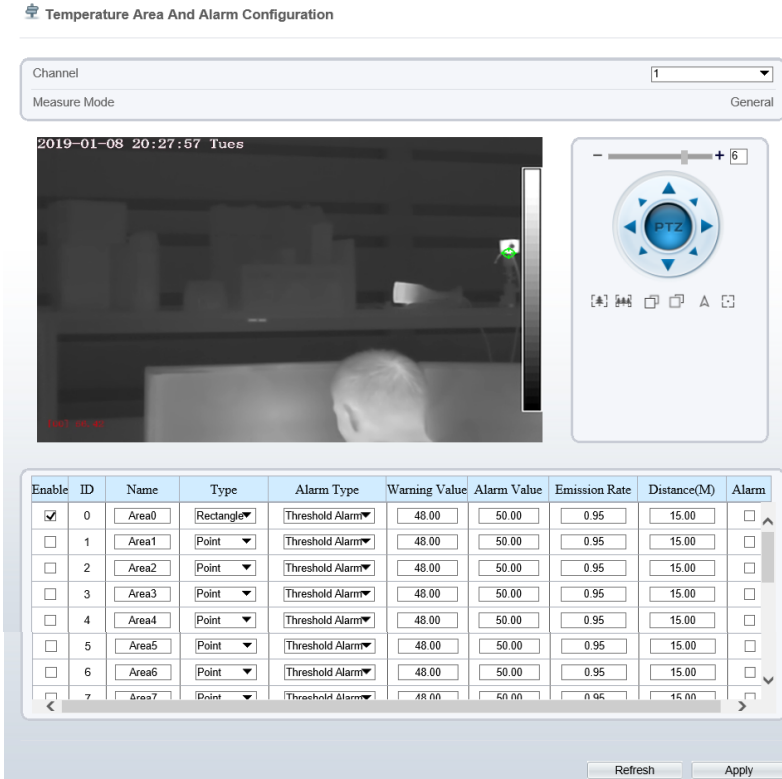 Temperature Area And Alarm Configuration
Channel 1
Measure Mode General
2019-01-08 20:27:57 Tues
6
PTZ
Enable ID Name Type Alarm Type Warning Value Alarm Value Emission Rate Distance(M) Alarm
0 Area0 Rectangle Threshold Alarm 48.00 50.00 0.95 15.00
1 Area1 Point Threshold Alarm 48.00 50.00 0.95 15.00
2 Area2 Point Threshold Alarm 48.00 50.00 0.95 15.00
3 Area3 Point Threshold Alarm 48.00 50.00 0.95 15.00
4 Area4 Point Threshold Alarm 48.00 50.00 0.95 15.00
5 Area5 Point Threshold Alarm 48.00 50.00 0.95 15.00
6 Area6 Point Threshold Alarm 48.00 50.00 0.95 15.00
7 Area7 Point Threshold Alarm 48.00 50.00 0.95 15.00
Refresh Apply